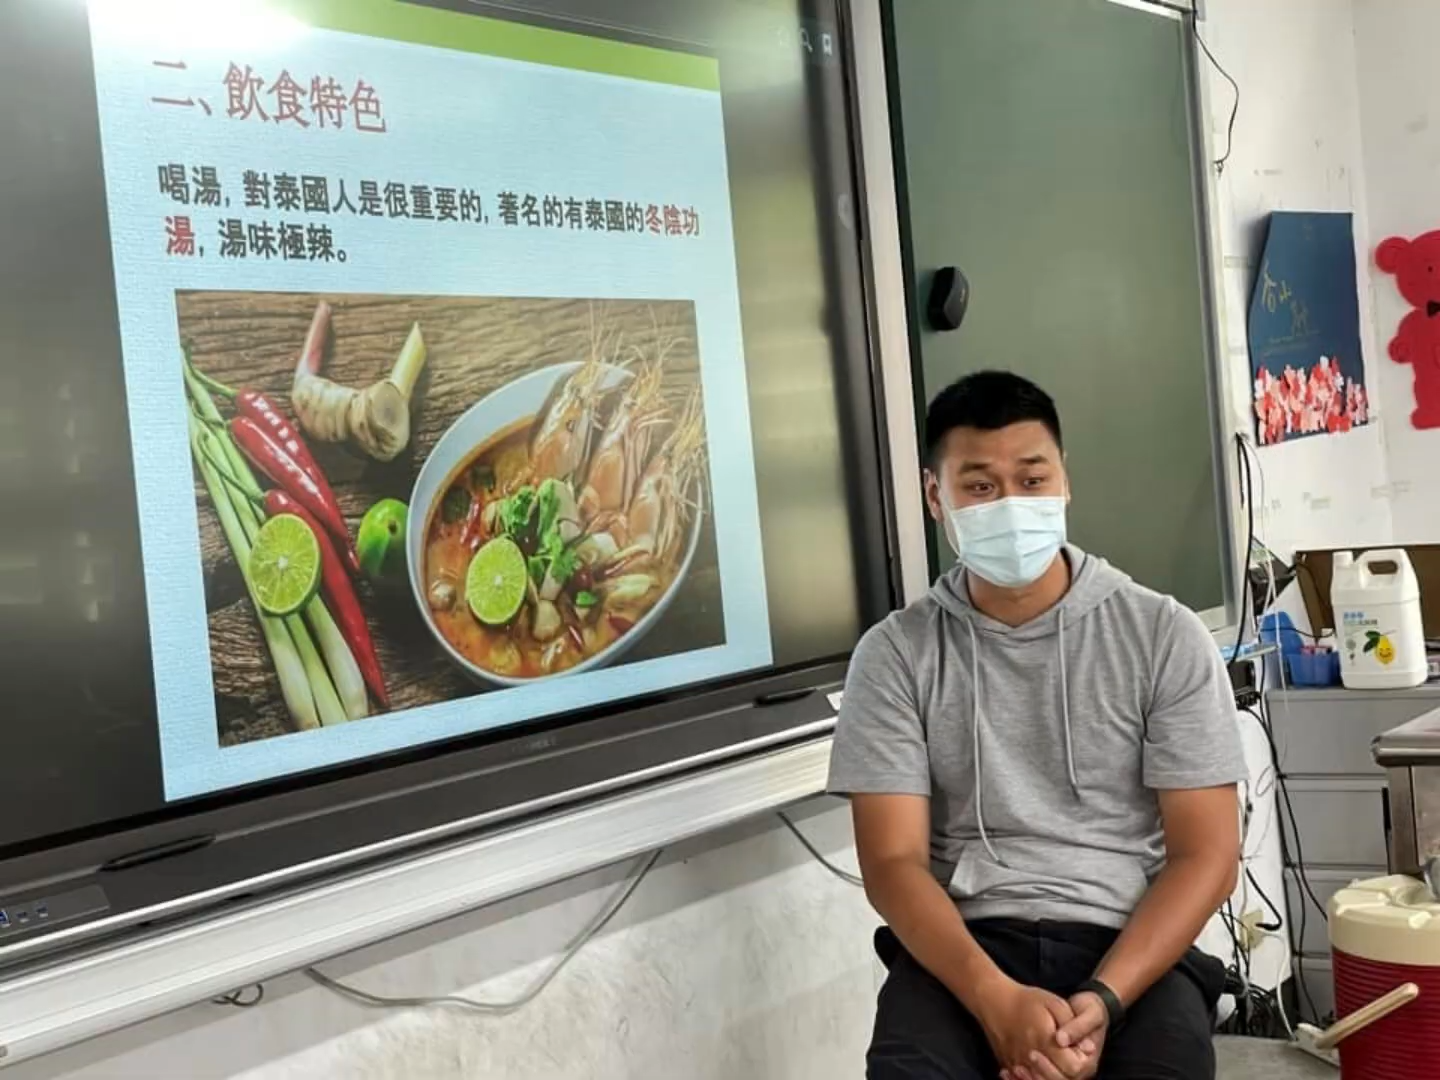 二、飲食特色
喝湯, 對泰國人是很重要的, 著名的有泰國的冬陰功
湯, 湯味極辣。